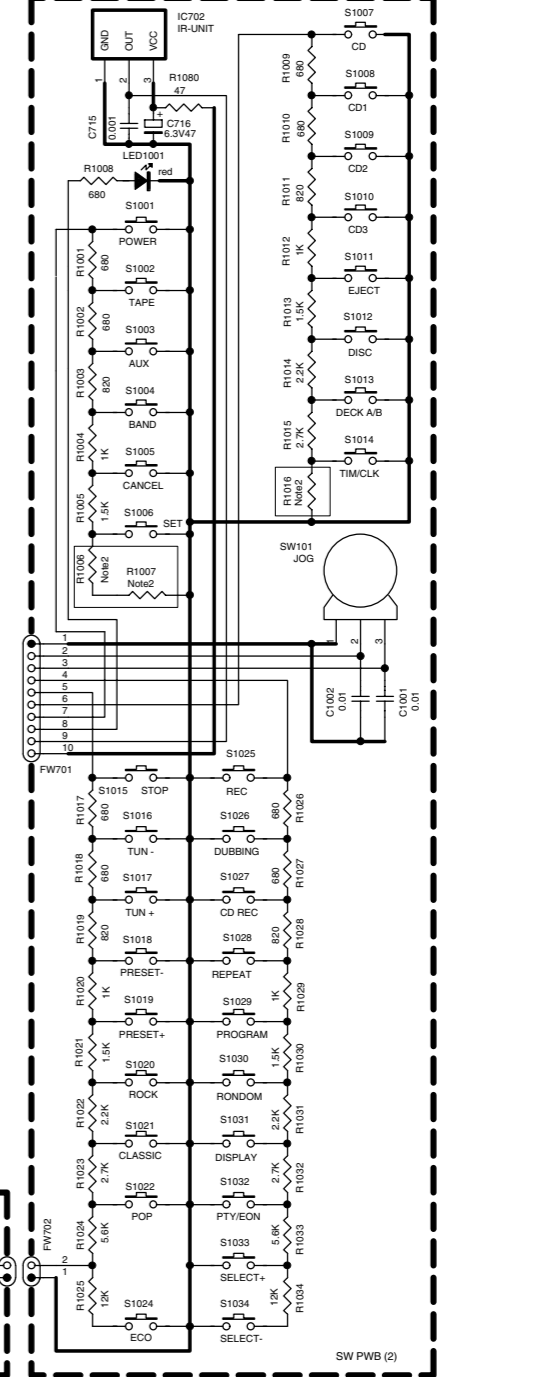 IC702
IR-UNIT
GND
OUT
VCC
1
2
3
R1080
47
C715
0.001
+
C716
6.3V47
LED1001
red
R1008
680
S1001
POWER
R1001
680
S1002
TAPE
R1002
680
S1003
AUX
R1003
820
S1004
BAND
R1004
1K
S1005
CANCEL
R1005
1.5K
S1006
SET
R1006
Note2
R1007
Note2
S1007
CD
R1009
680
S1008
CD1
R1010
680
S1009
CD2
R1011
820
S1010
CD3
R1012
1K
S1011
EJECT
R1013
1.5K
S1012
DISC
R1014
2.2K
S1013
DECK A/B
R1015
2.7K
S1014
TIM/CLK
R1016
Note2
SW101
JOG
1
2
3
C1002
0.01
C1001
0.01
1
2
3
4
5
6
7
8
9
10
FW701
S1015 STOP
R1017
680
S1016
TUN -
R1018
680
S1017
TUN +
R1019
820
S1018
PRESET-
R1020
1K
S1019
PRESET+
R1021
1.5K
S1020
ROCK
R1022
2.2K
S1021
CLASSIC
R1023
2.7K
S1022
POP
R1024
5.6K
R1025
12K
S1024
ECO
S1025
REC
680
R1026
S1026
DUBBING
680
R1027
S1027
CD REC
820
R1028
S1028
REPEAT
1K
R1029
S1029
PROGRAM
1.5K
R1030
S1030
RONDOM
2.2K
R1031
S1031
DISPLAY
2.7K
R1032
S1032
PTY/EON
5.6K
R1033
S1033
SELECT+
12K
R1034
S1034
SELECT-
FW702
2
1
SW PWB (2)